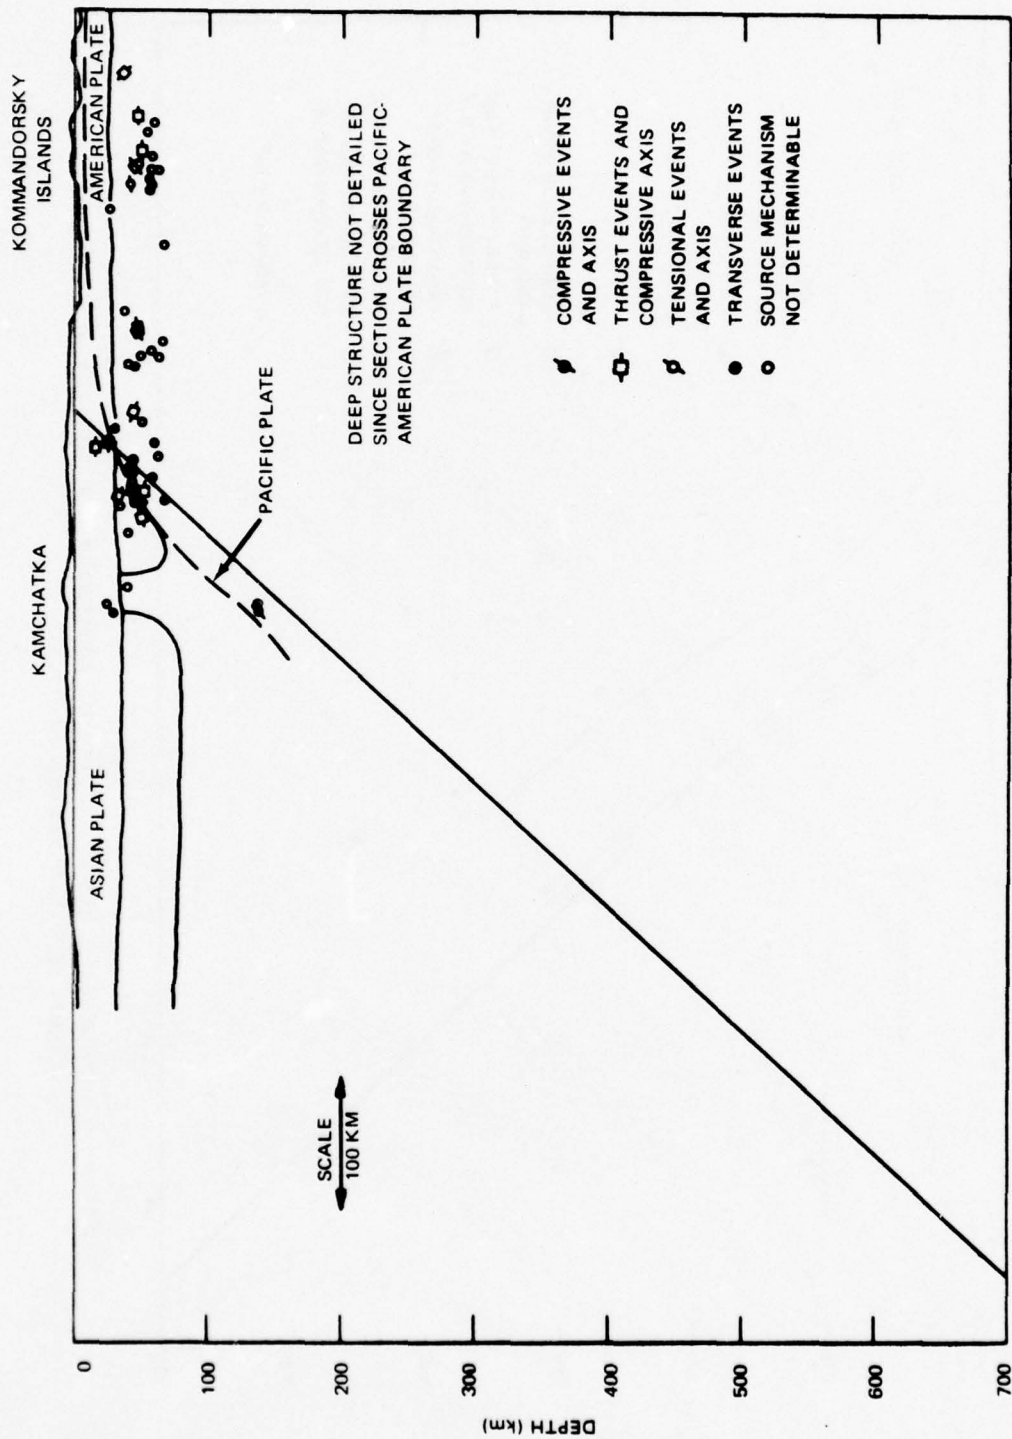 KAMCHATKA
KOMMANDORSKY
ISLANDS
ASIAN PLATE
AMERICAN PLATE
PACIFIC PLATE
DEEP STRUCTURE NOT DETAILED
SINCE SECTION CROSSES PACIFIC-
AMERICAN PLATE BOUNDARY
SCALE
100 KM
COMPRESSIVE EVENTS
AND AXIS
THRUST EVENTS AND
COMPRESSIVE AXIS
TENSIONAL EVENTS
AND AXIS
TRANSVERSE EVENTS
SOURCE MECHANISM
NOT DETERMINABLE
DEPTH (km)
0
100
200
300
400
500
600
700